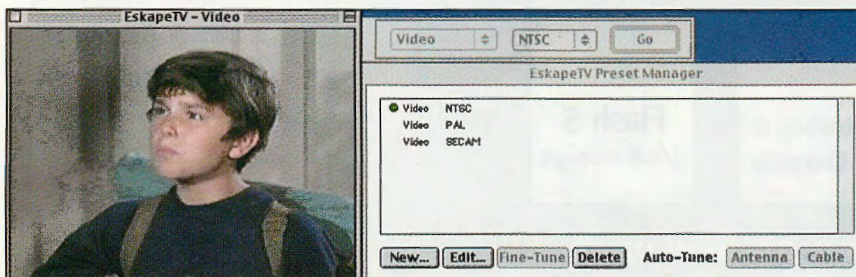 EskapeTV – Video
Video NTSC Go
EskapeTV Preset Manager
Video NTSC
Video PAL
Video SECAM
New... Edit... Fine-Tune Delete Auto-Tune: Antenna Cable